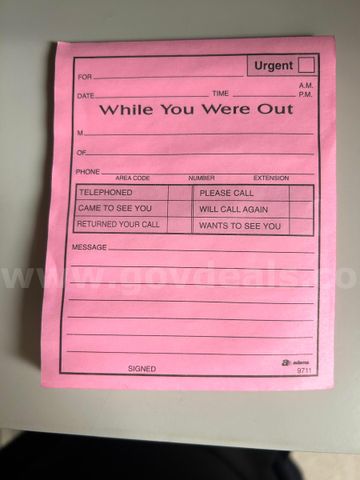 Urgent
FOR
A.M.
DATE TIME P.M.
While You Were Out
M
OF
PHONE
AREA CODE NUMBER EXTENSION
TELEPHONED PLEASE CALL
CAME TO SEE YOU WILL CALL AGAIN
RETURNED YOUR CALL WANTS TO SEE YOU
MESSAGE
www.govdeals.co
SIGNED
adams
9711